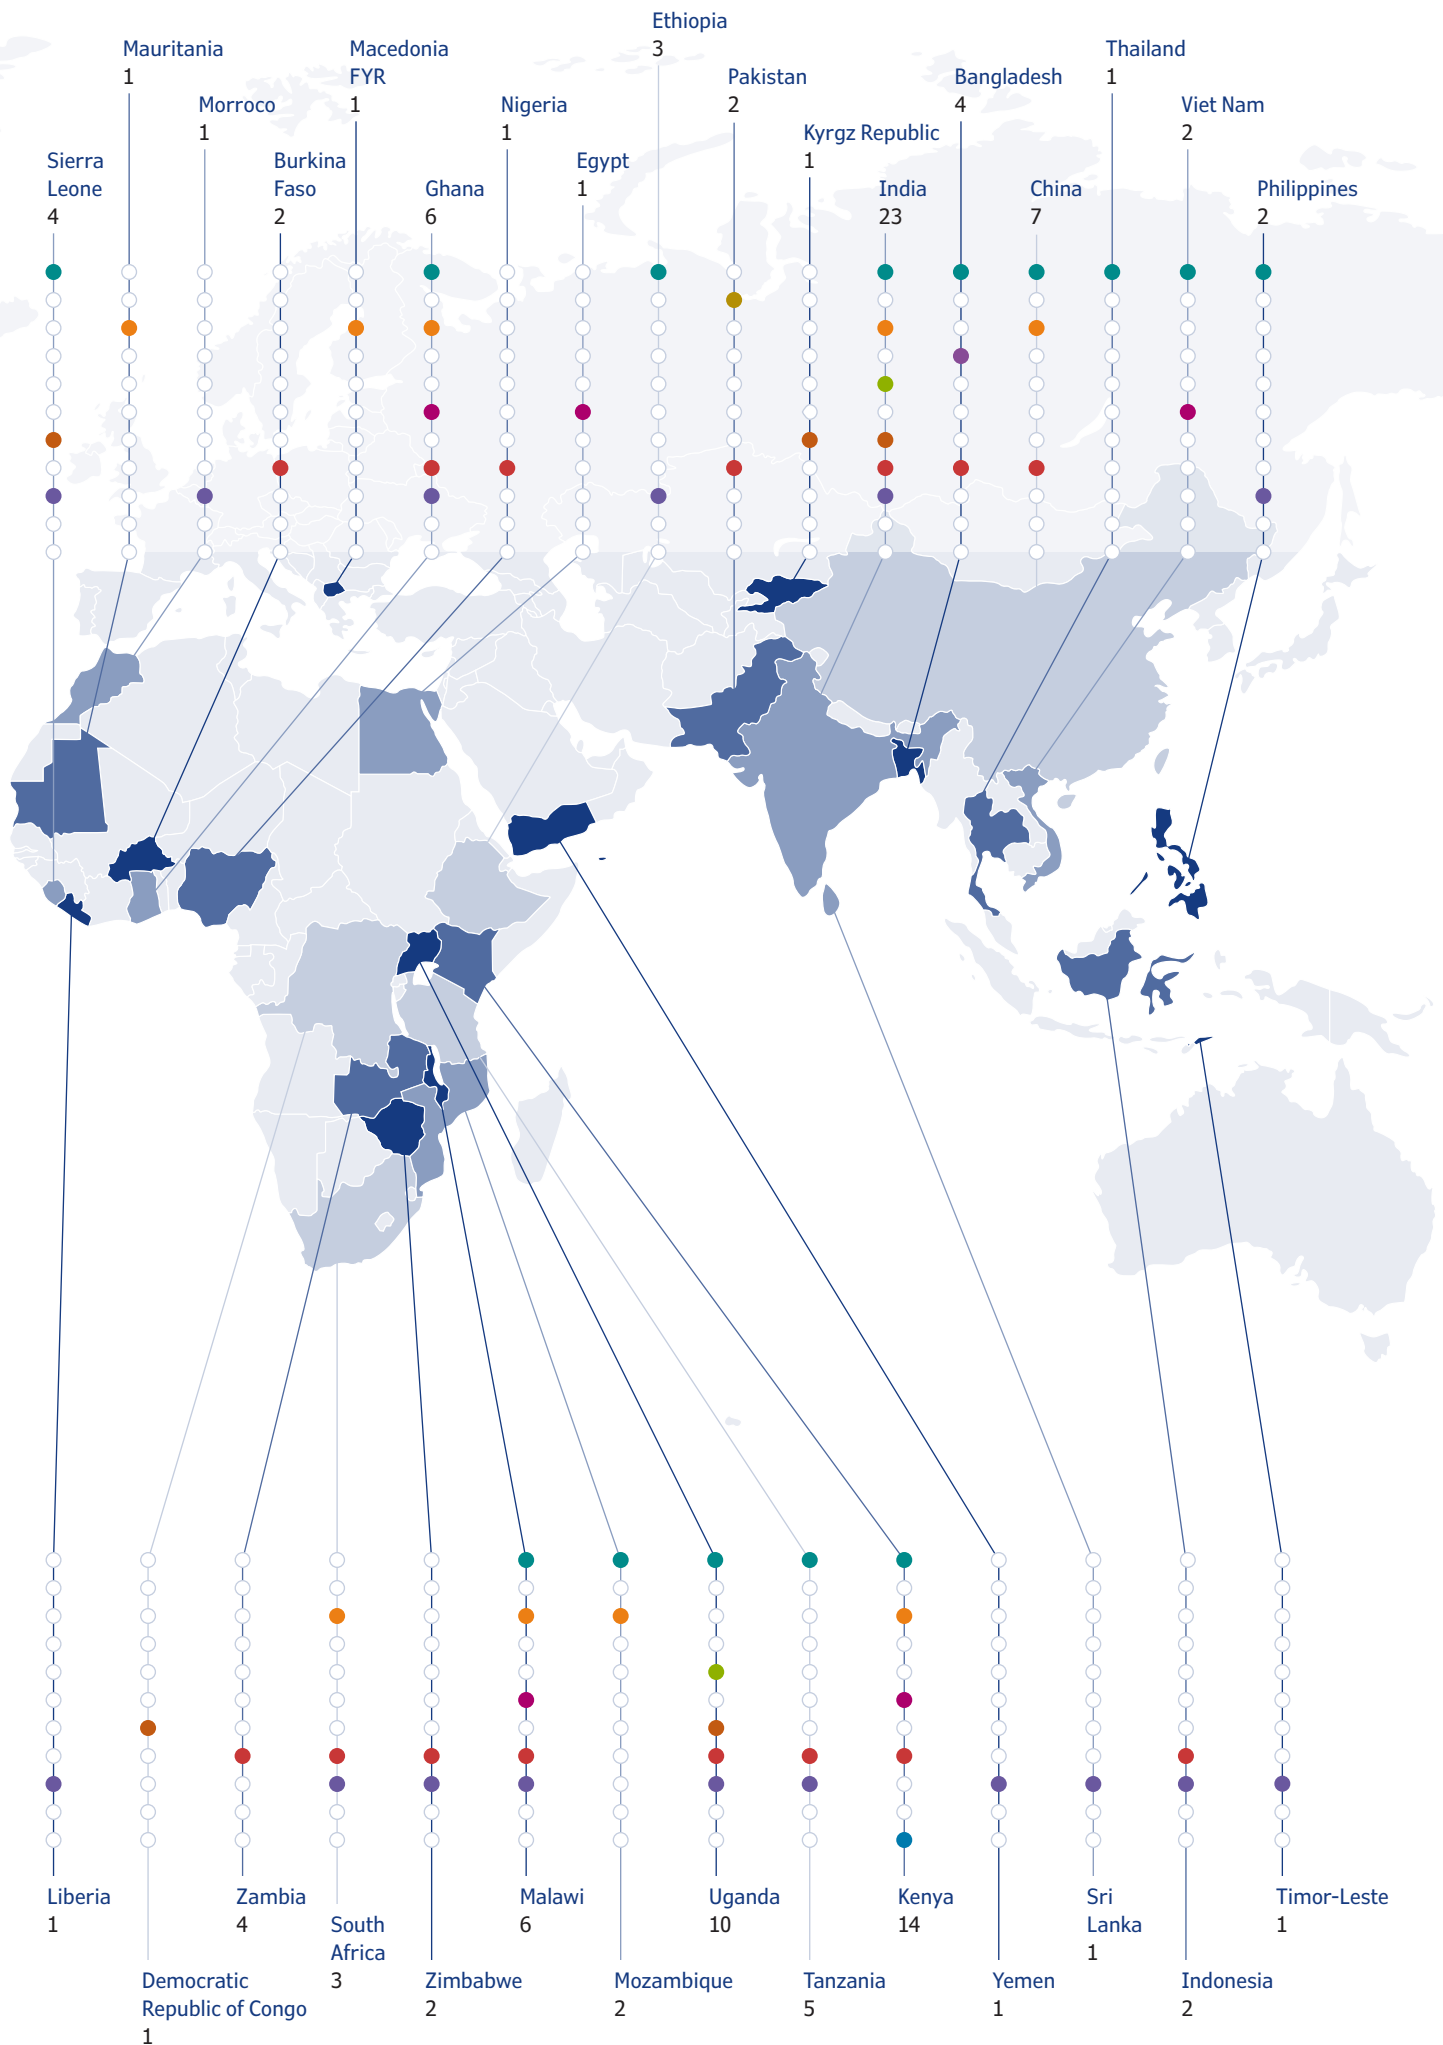 Ethiopia
3
Mauritania
1
Macedonia
FYR
1
Thailand
1
Pakistan
2
Bangladesh
4
Morroco
1
Nigeria
1
Viet Nam
2
Kyrgz Republic
1
Sierra
Leone
4
Burkina
Faso
2
Ghana
6
Egypt
1
India
23
China
7
Philippines
2
Liberia
1
Zambia
4
Malawi
6
Uganda
10
Kenya
14
Sri
Lanka
1
Timor-Leste
1
South
Africa
3
Democratic
Republic of Congo
1
Zimbabwe
2
Mozambique
2
Tanzania
5
Yemen
1
Indonesia
2